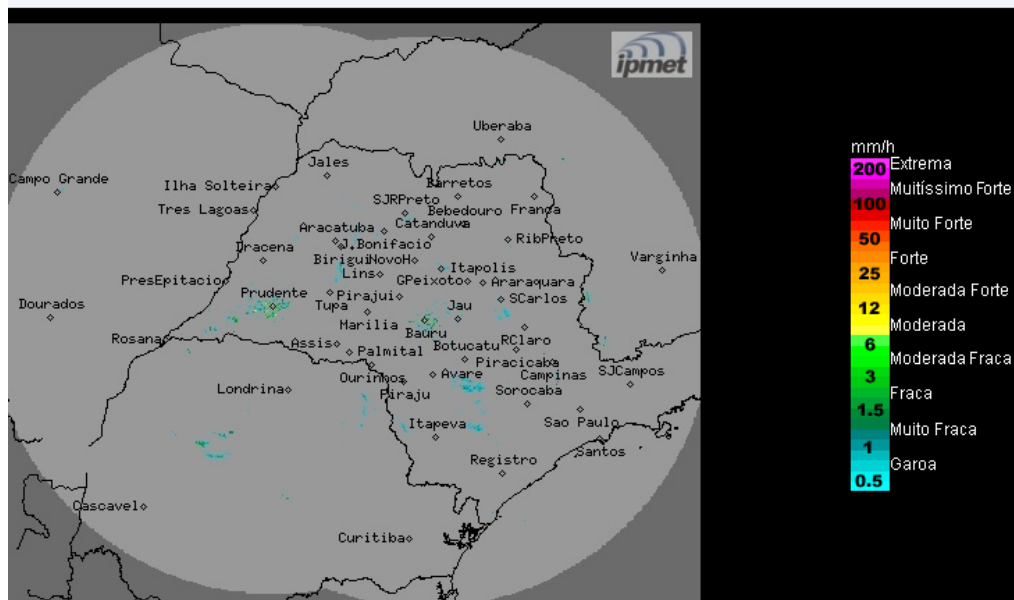 ipmet
Uberaba
Jales
Campo Grande
Ilha Solteira
Barretos
SJRPreto
Tres Lagoas
Bebedouro
Franca
Aracatuba
Catanduva
Dracena
J.Bonifacio
RibPreto
Varginha
Birigui
NovoH
Itapolis
PresEpitacio
Lins
GPeixoto
Araraquara
Prudente
Pirajui
SCarlos
Dourados
Tupa
Jau
Marilia
Bauru
Rosana
Assis
Palmital
Botucatu
RClaro
Piracicaba
Ourinhos
Avare
Campinas
SJCampos
Londrina
Piraju
Sorocaba
Itapeva
Sao Paulo
Santos
Registro
Cascavel
Curitiba
mm/h
200 Extrema
Muitíssimo Forte
100
Muito Forte
50
Forte
25
Moderada Forte
12
Moderada
6
Moderada Fraca
3
Fraca
1.5
Muito Fraca
1
Garoa
0.5